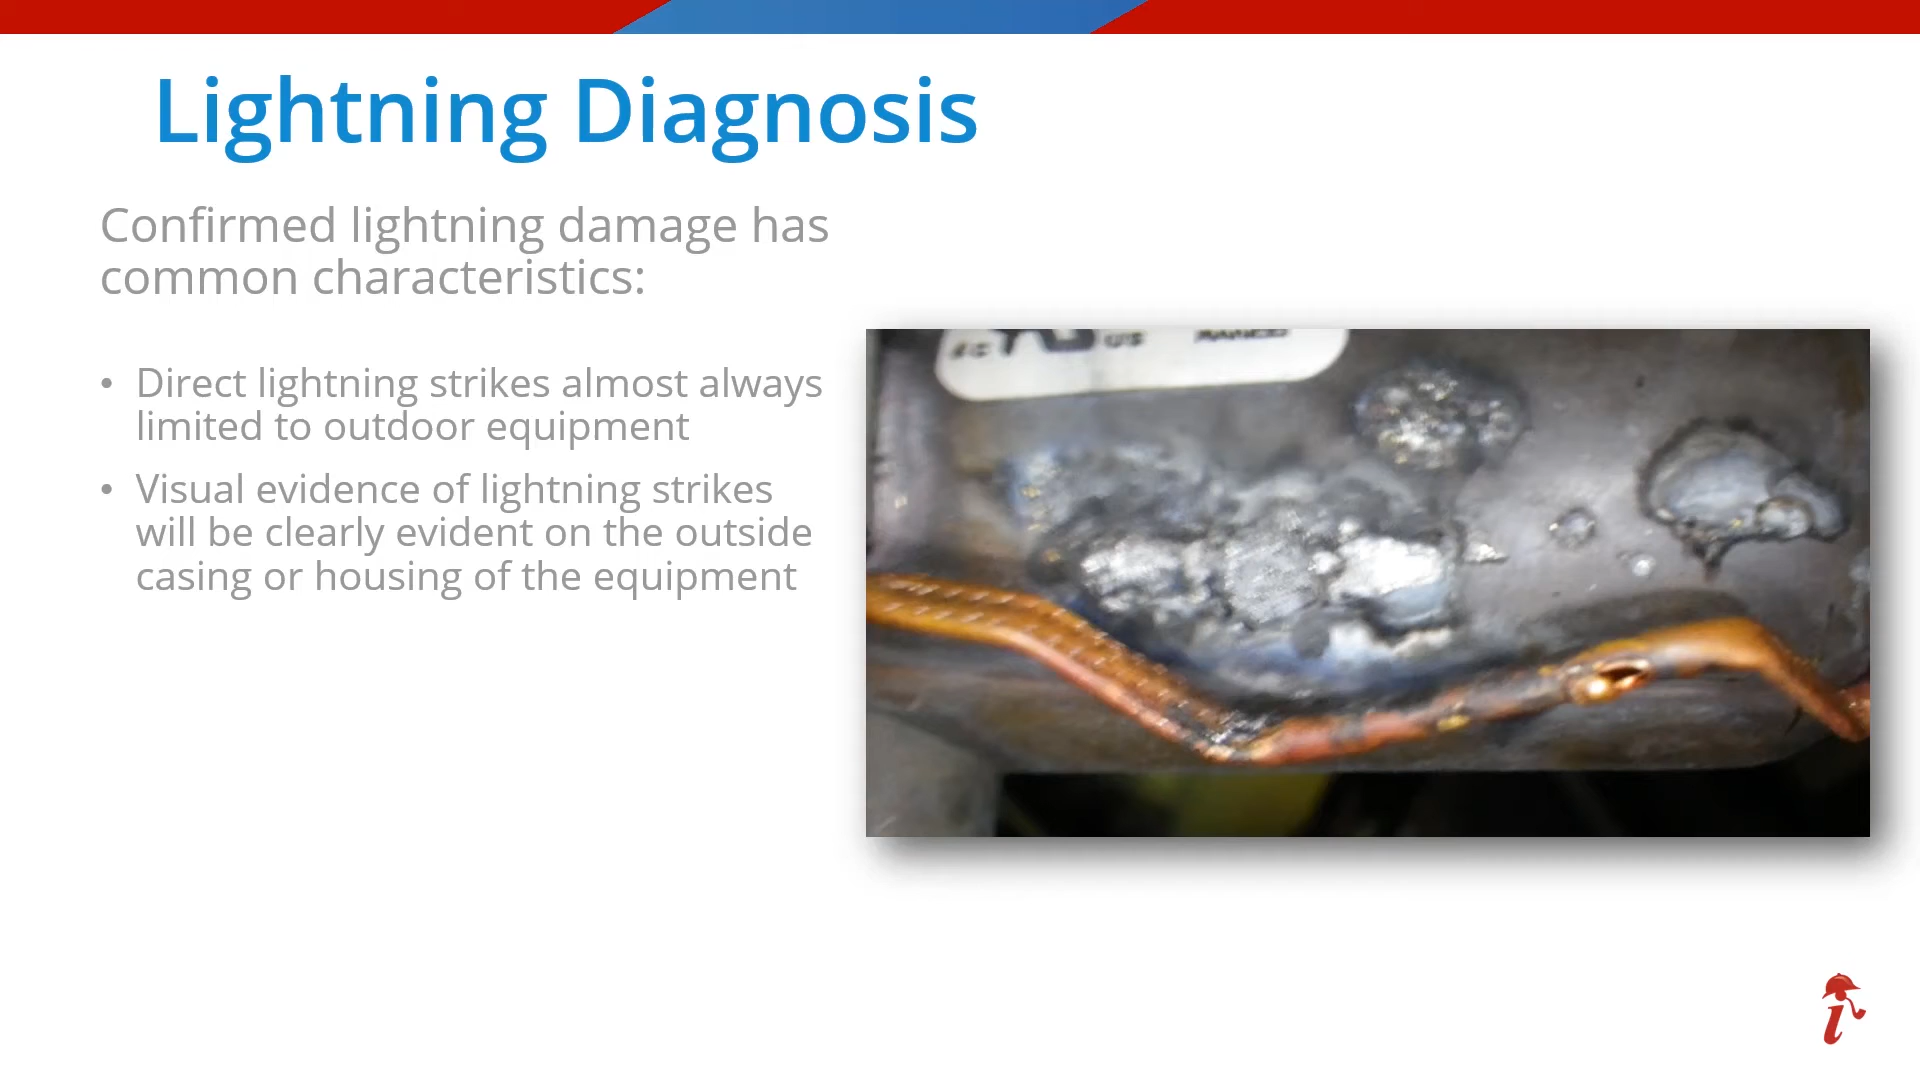 Lightning Diagnosis
Confirmed lightning damage has
common characteristics:
• Direct lightning strikes almost always
limited to outdoor equipment
• Visual evidence of lightning strikes
will be clearly evident on the outside
casing or housing of the equipment
US